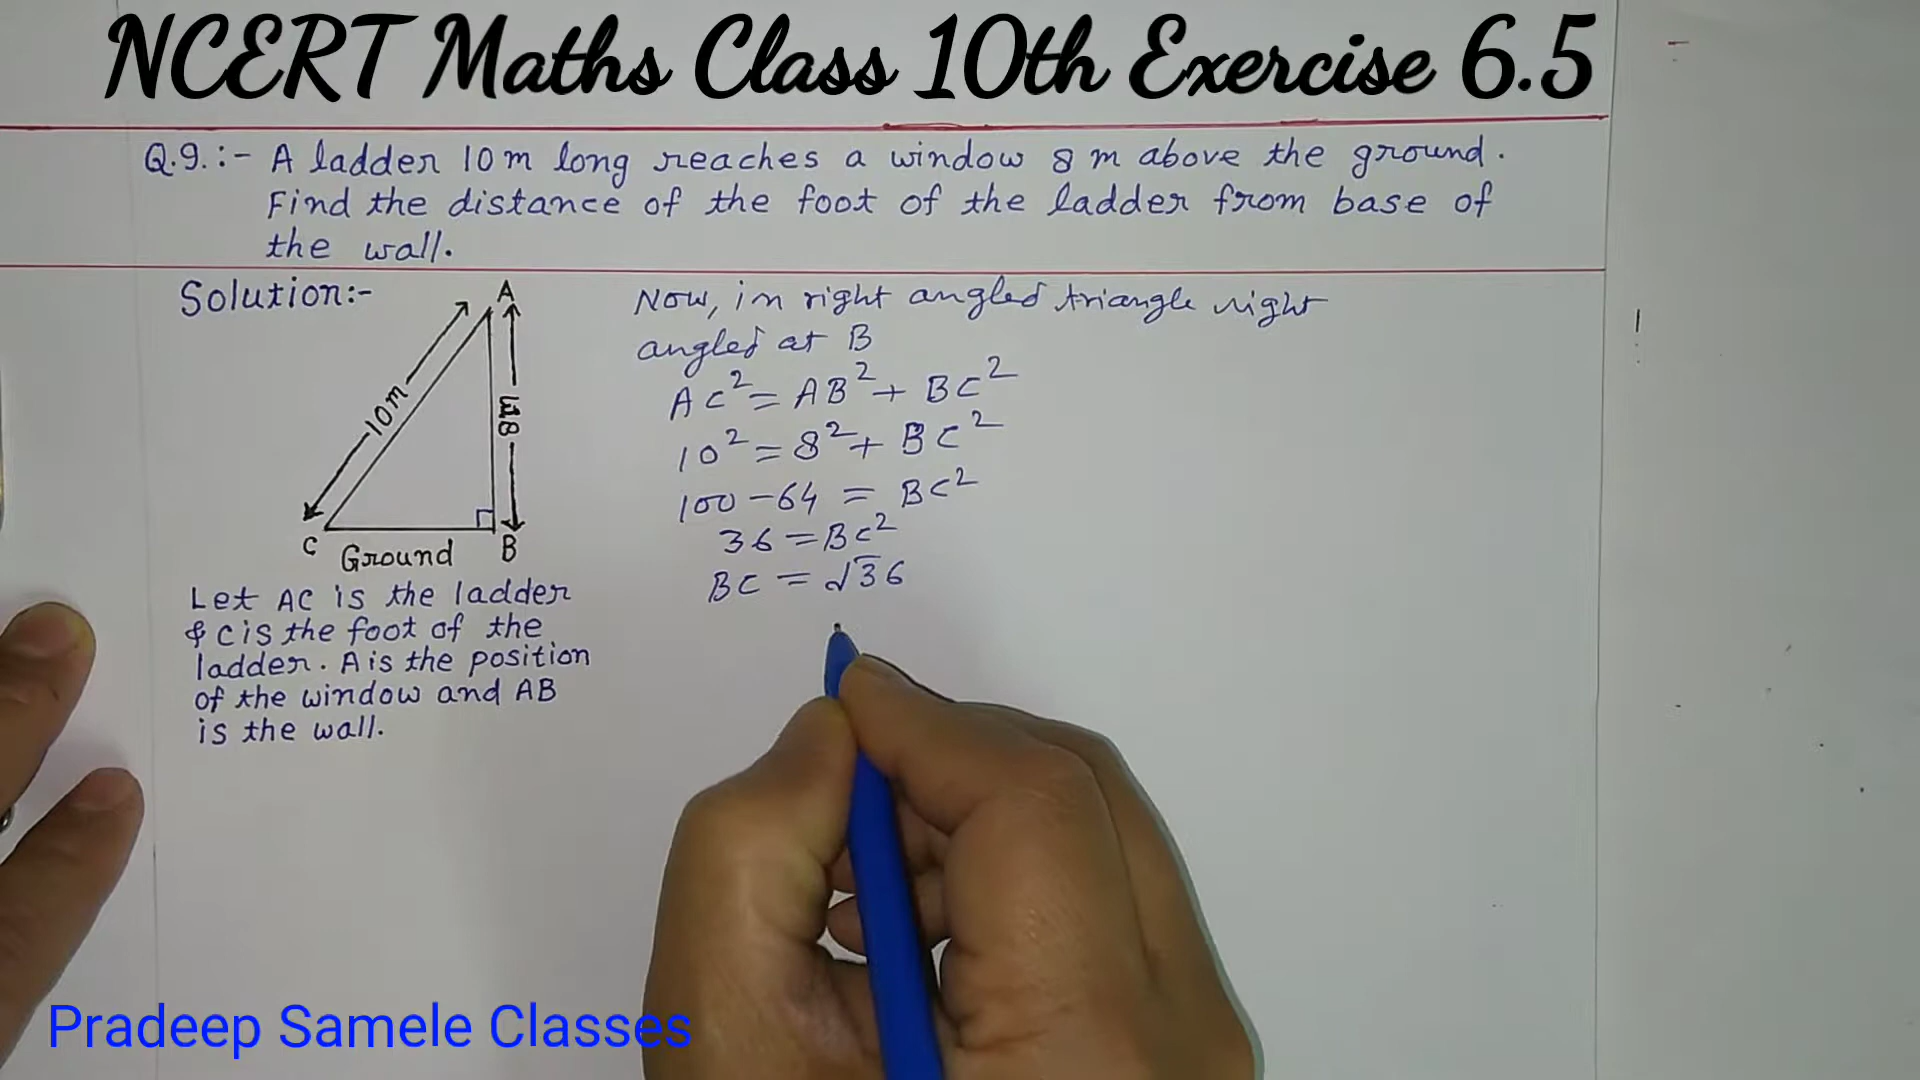 NCERT Maths Class 10th Exercise 6.5
Q.9.:- A ladder 10 m long reaches a window 8 m above the ground.
Find the distance of the foot of the ladder from base of
the wall.
Solution:-
A
10m
8m
C
Ground
B
Let AC is the ladder
& C is the foot of the
ladder. A is the position
of the window and AB
is the wall.
Now, in right angled triangle right
angled at B
AC² = AB² + BC²
10² = 8² + BC²
100 - 64 = BC²
36 = BC²
BC = √36
Pradeep Samele Classes